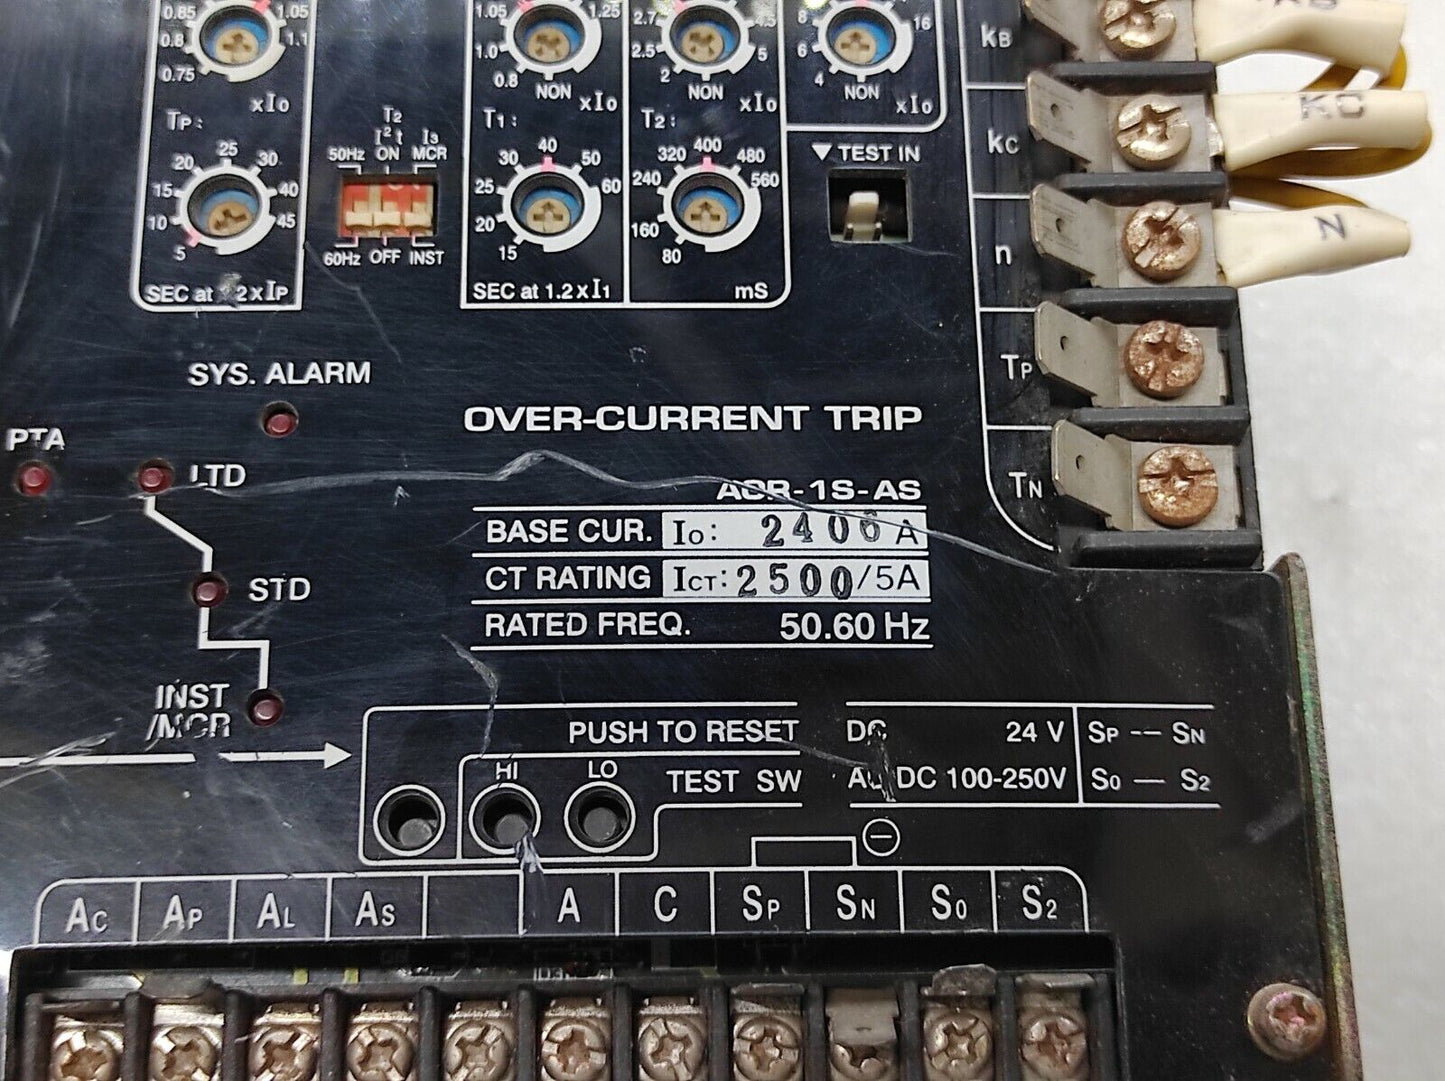 0.85 1.05
0.8 1.1
0.75
xIo
1.05 1.25
1.0
0.8 NON xIo
2.7 4.5
2.5 5
2 NON xIo
8 16
6
4 NON xIo
TP:
25
20 30
15 40
10 45
5
SEC at 1.2xIP
T2
I²t I3
50Hz ON MCR
60Hz OFF INST
T1:
40
30 50
25 60
20
15
SEC at 1.2xI1
T2:
400
320 480
240 560
160
80
mS
▼ TEST IN
kB
kC KC
n N
TP
TN
SYS. ALARM
PTA
LTD
STD
INST
/MCR
OVER-CURRENT TRIP
AOR-1S-AS
BASE CUR. Io: 2406 A
CT RATING ICT: 2500/5A
RATED FREQ. 50.60 Hz
PUSH TO RESET
HI LO TEST SW
DC 24 V SP -- SN
AC/DC 100-250V S0 — S2
AC AP AL AS A C SP SN S0 S2